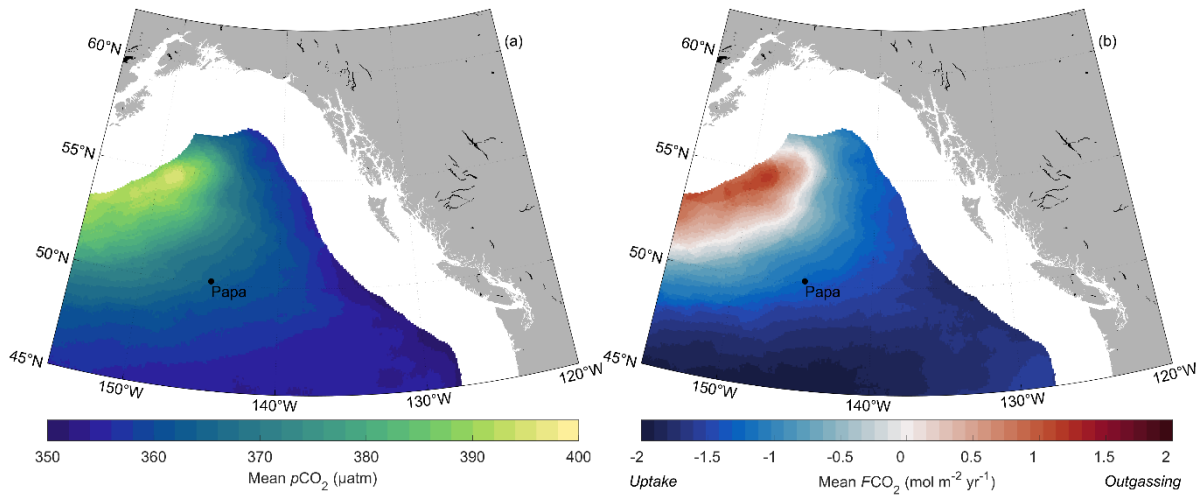 (a)
60°N
55°N
50°N
45°N
Papa
150°W
140°W
130°W
120°W
350
360
370
380
390
400
Mean pCO₂ (µatm)
(b)
60°N
55°N
50°N
45°N
Papa
150°W
140°W
130°W
120°W
-2
-1.5
-1
-0.5
0
0.5
1
1.5
2
Uptake
Mean FCO₂ (mol m⁻² yr⁻¹)
Outgassing